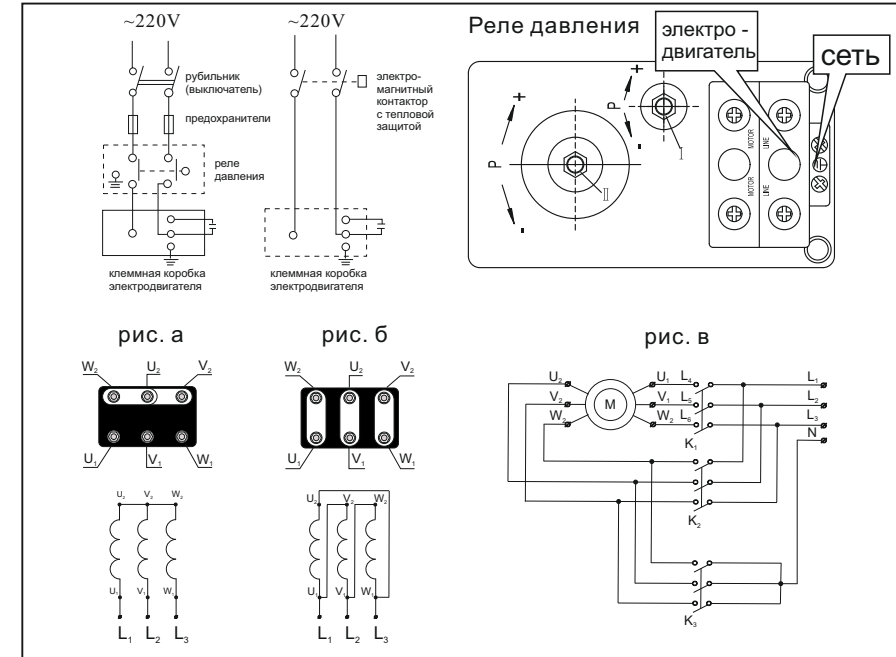 ~220V
~220V
рубильник
(выключатель)
предохранители
реле
давления
клеммная коробка
электродвигателя
электро-
магнитный
контактор
с тепловой
защитой
клеммная коробка
электродвигателя
Реле давления
электро -
двигатель
сеть
+
P
-
II
+
P
-
I
MOTOR
MOTOR
LINE
LINE
рис. а
W₂ U₂ V₂
U₁ V₁ W₁
U₂ V₂ W₂
U₁ V₁ W₁
L₁ L₂ L₃
рис. б
W₂ U₂ V₂
U₁ V₁ W₁
U₂ V₂ W₂
U₁ V₁ W₁
L₁ L₂ L₃
рис. в
U₂ U₁ L₄ L₁
V₂ M V₁ L₅ L₂
W₂ W₂ L₆ L₃
K₁ N
K₂
K₃